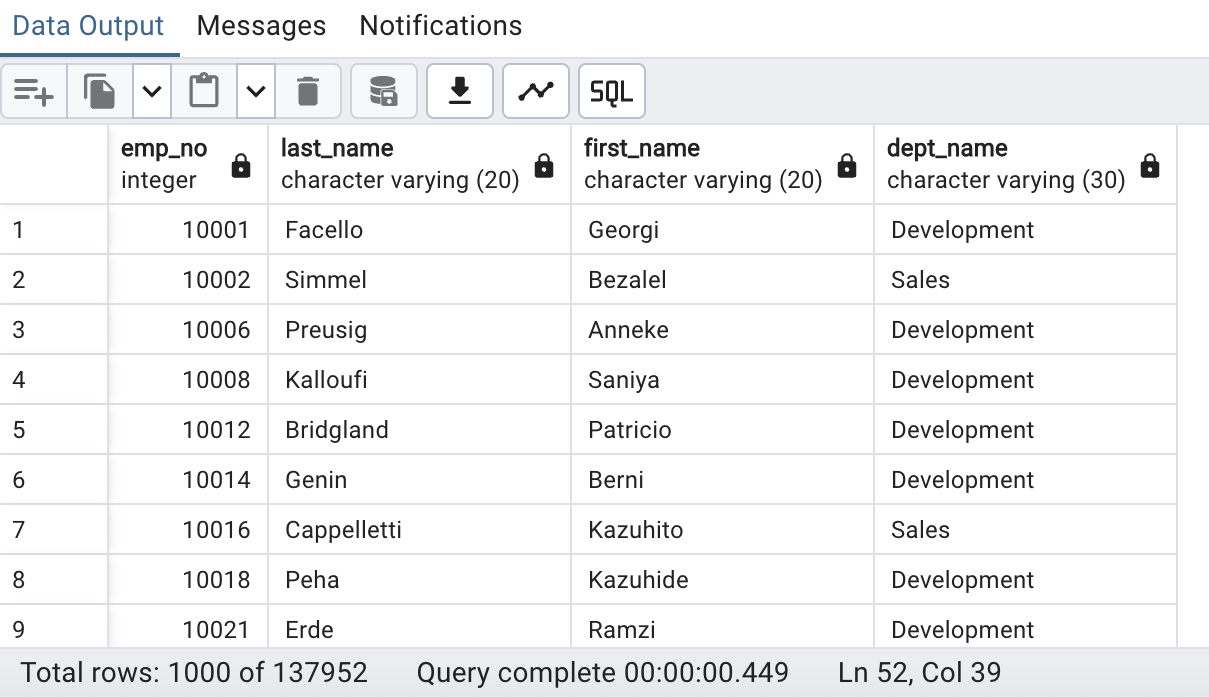 Data Output Messages Notifications
SQL
emp_no last_name first_name dept_name
integer character varying (20) character varying (20) character varying (30)
1 10001 Facello Georgi Development
2 10002 Simmel Bezalel Sales
3 10006 Preusig Anneke Development
4 10008 Kalloufi Saniya Development
5 10012 Bridgland Patricio Development
6 10014 Genin Berni Development
7 10016 Cappelletti Kazuhito Sales
8 10018 Peha Kazuhide Development
9 10021 Erde Ramzi Development
Total rows: 1000 of 137952 Query complete 00:00:00.449 Ln 52, Col 39